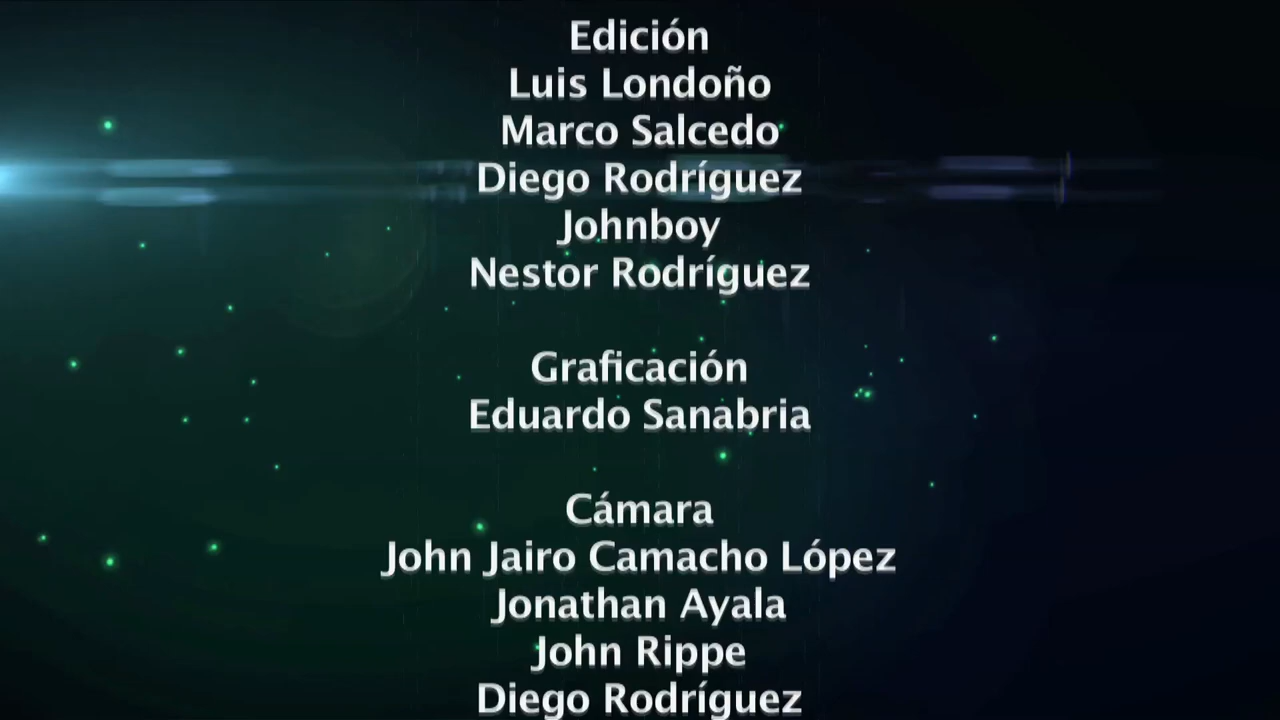 Edición
Luis Londoño
Marco Salcedo
Diego Rodríguez
Johnboy
Nestor Rodríguez
Graficación
Eduardo Sanabria
Cámara
John Jairo Camacho López
Jonathan Ayala
John Rippe
Diego Rodríguez